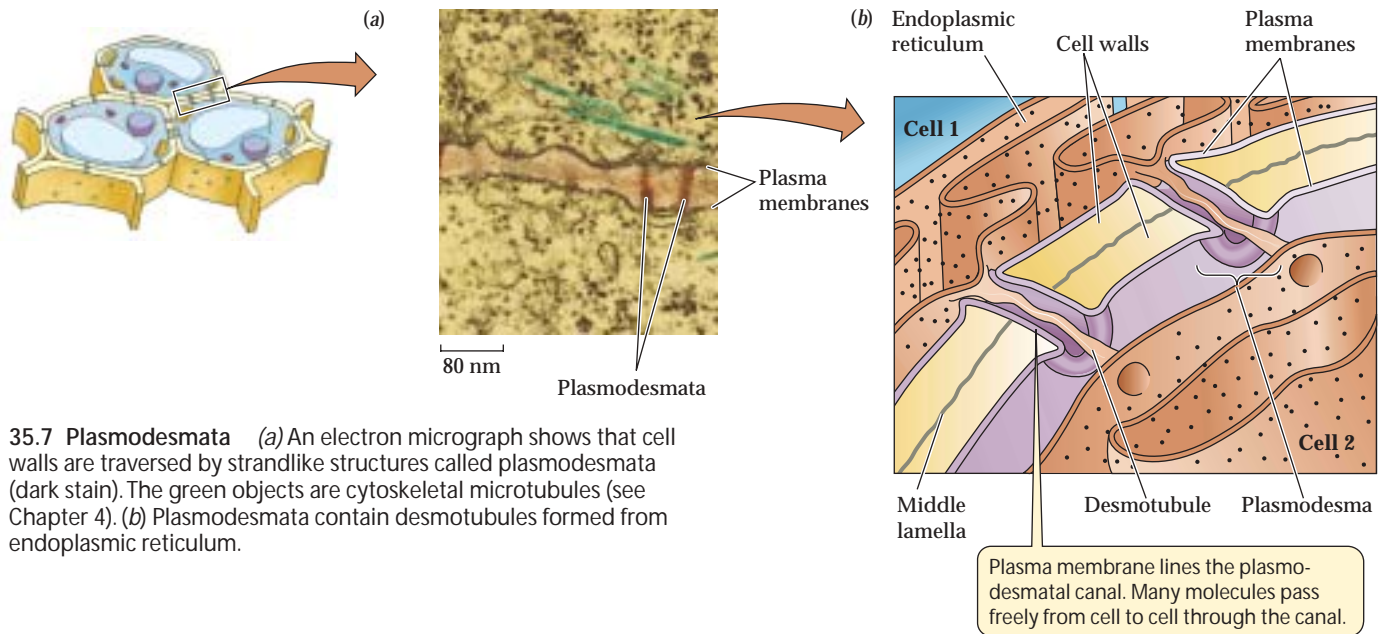 (a)
Plasma
membranes
80 nm
Plasmodesmata
35.7 Plasmodesmata (a) An electron micrograph shows that cell
walls are traversed by strandlike structures called plasmodesmata
(dark stain). The green objects are cytoskeletal microtubules (see
Chapter 4). (b) Plasmodesmata contain desmotubules formed from
endoplasmic reticulum.
(b)
Endoplasmic
reticulum
Cell walls
Plasma
membranes
Cell 1
Cell 2
Middle
lamella
Desmotubule
Plasmodesma
Plasma membrane lines the plasmo-
desmatal canal. Many molecules pass
freely from cell to cell through the canal.